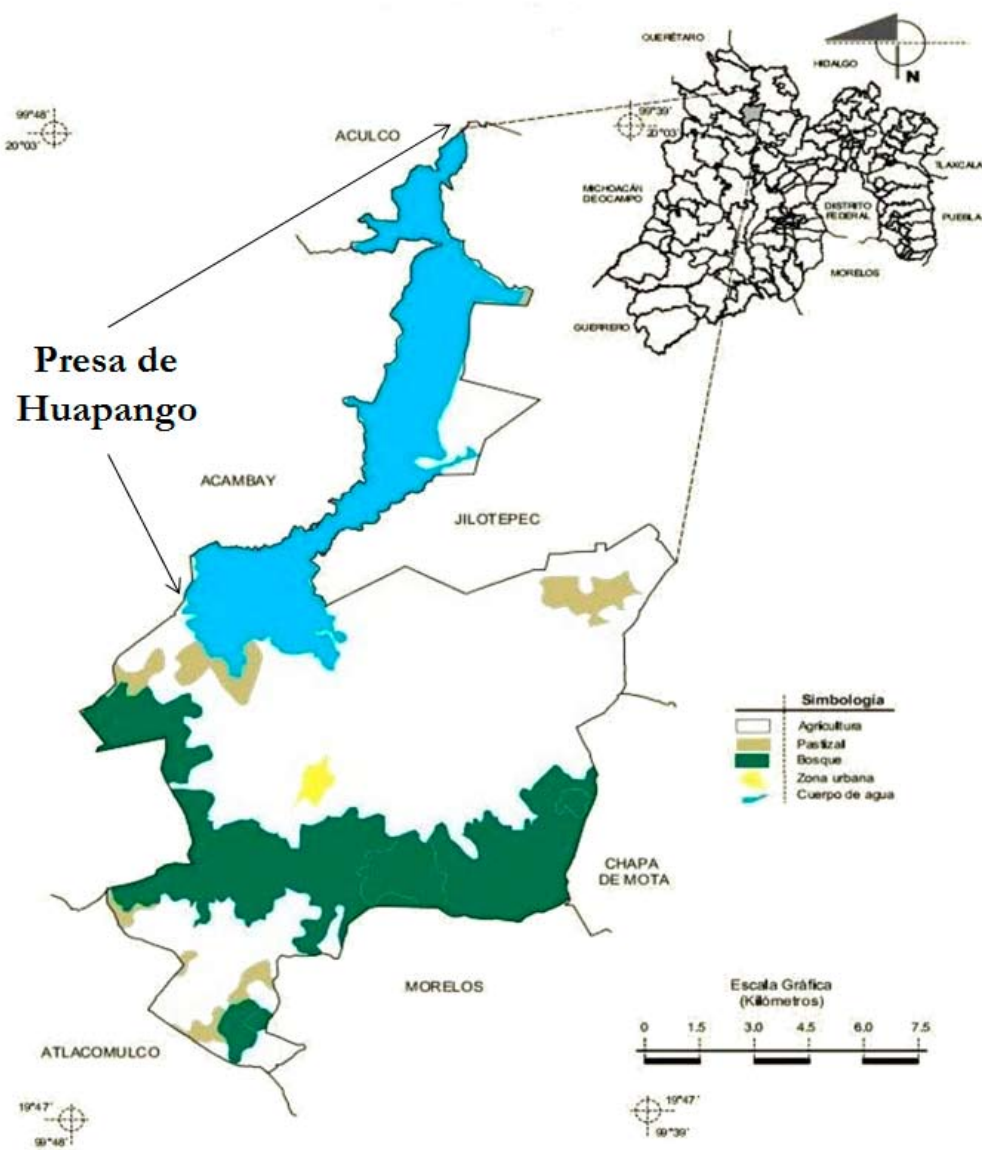 QUERÉTARO
HIDALGO
N
99°48'
20°03'
ACULCO
99°39'
20°03'
TLAXCALA
MICHOACÁN
DE OCAMPO
DISTRITO
FEDERAL
PUEBLA
MORELOS
GUERRERO
Presa de
Huapango
ACAMBAY
JILOTEPEC
Simbología
Agricultura
Pastizall
Bosque
Zona urbana
Cuerpo de agua
CHAPA
DE MOTA
MORELOS
Escala Gráfica
(Kilómetros)
0 1.5 3.0 4.5 6.0 7.5
ATLACOMULCO
19°47'
99°48'
19°47'
99°39'